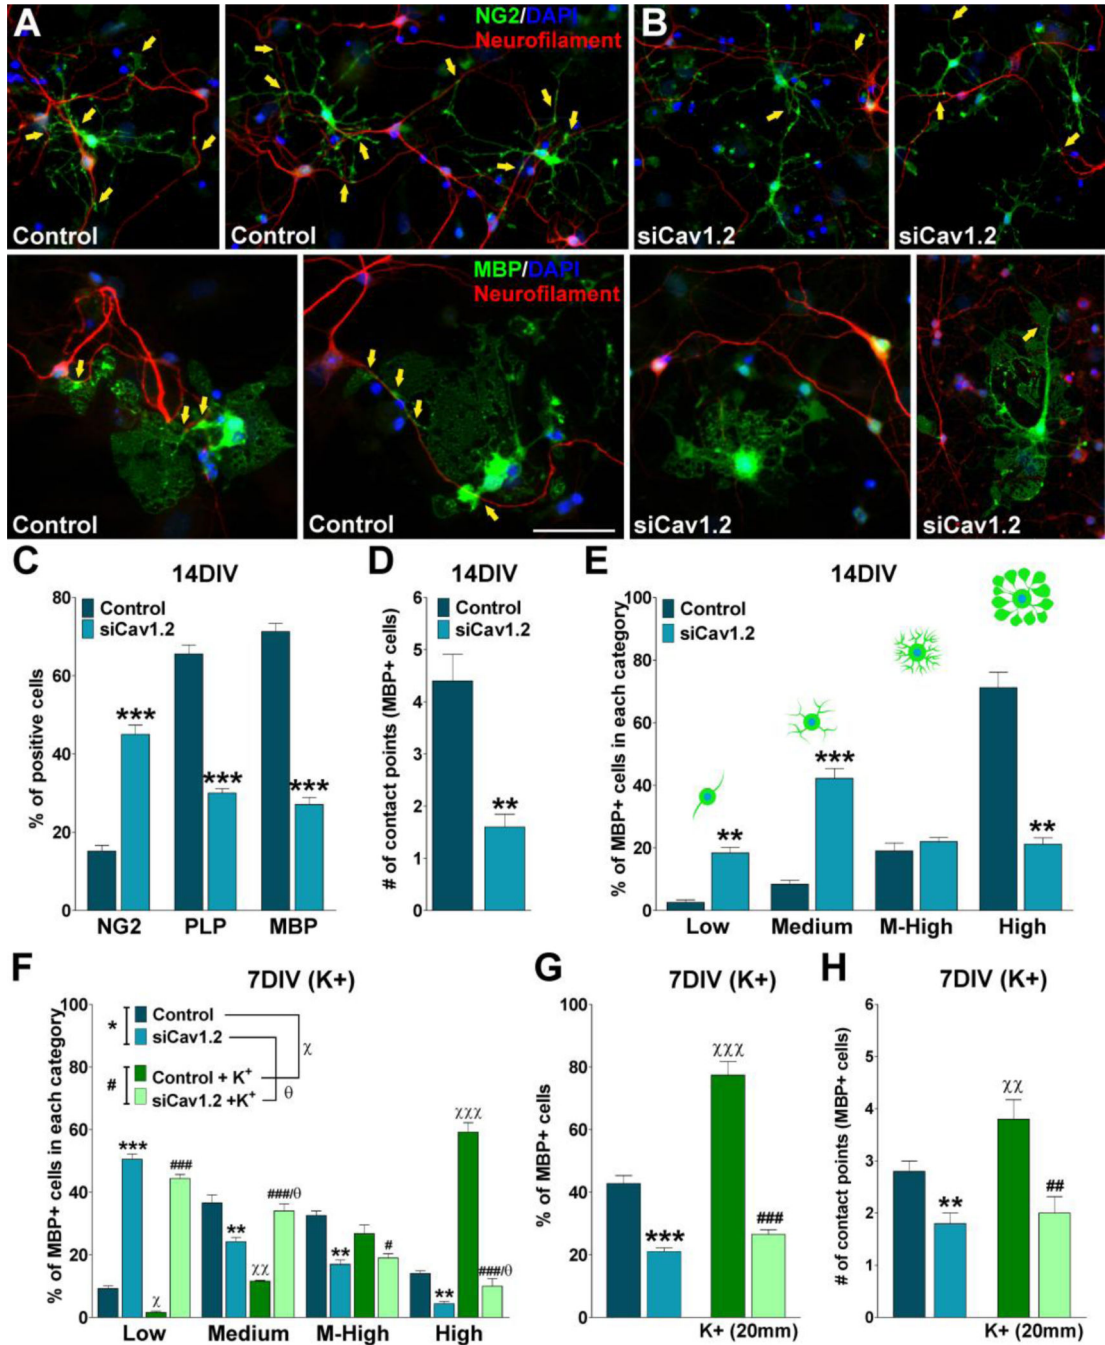 A
NG2/DAPI
Neurofilament
B
Control
Control
siCav1.2
siCav1.2
MBP/DAPI
Neurofilament
Control
Control
siCav1.2
siCav1.2
C
14DIV
% of positive cells
80
60
40
20
0
Control
siCav1.2
***
***
***
NG2 PLP MBP
D
14DIV
# of contact points (MBP+ cells)
6
5
4
3
2
1
0
Control
siCav1.2
**
E
14DIV
% of MBP+ cells in each category
100
80
60
40
20
0
Control
siCav1.2
**
***
**
Low Medium M-High High
F
7DIV (K+)
% of MBP+ cells in each category
100
80
60
40
20
0
* Control
siCav1.2
χ
# Control + K+
siCav1.2 +K+
θ
*** χ ###
** χχ ###/θ
** #
** χχχ ###/θ
Low Medium M-High High
G
7DIV (K+)
% of MBP+ cells
100
80
60
40
20
0
***
χχχ
###
K+ (20mm)
H
7DIV (K+)
# of contact points (MBP+ cells)
6
5
4
3
2
1
0
**
χχ
##
K+ (20mm)